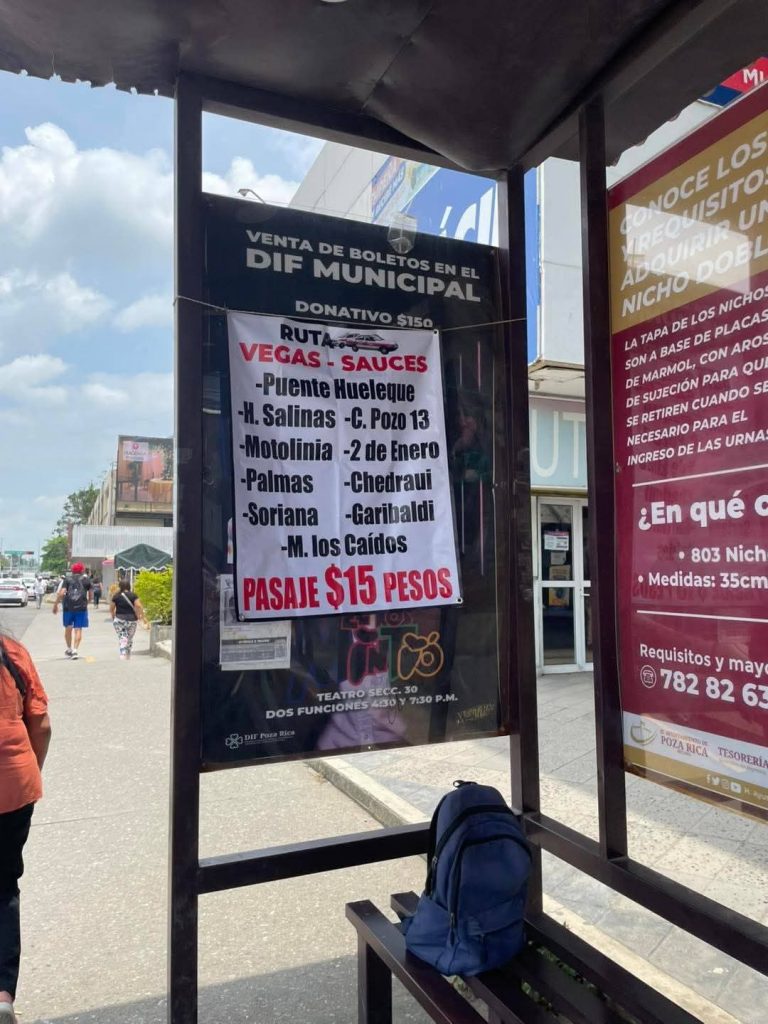 VENTA DE BOLETOS EN EL
DIF MUNICIPAL
DONATIVO $150
RUTA
VEGAS - SAUCES
-Puente Hueleque
-H. Salinas -C. Pozo 13
-Motolinia -2 de Enero
-Palmas -Chedraui
-Soriana -Garibaldi
-M. los Caídos
PASAJE $15 PESOS
TEATRO SECC. 30
DOS FUNCIONES 4:30 Y 7:30 P.M.
DIF Poza Rica
CONOCE LOS
Y REQUISITOS
ADQUIRIR UN
NICHO DOBL
LA TAPA DE LOS NICHOS
SON A BASE DE PLACAS
DE MARMOL, CON AROS
DE SUJECIÓN PARA QUE
SE RETIREN CUANDO SE
NECESARIO PARA EL
INGRESO DE LAS URNAS
¿En qué c
• 803 Nicho
• Medidas: 35cm
Requisitos y mayo
782 82 63
POZA RICA
TESORERÍA